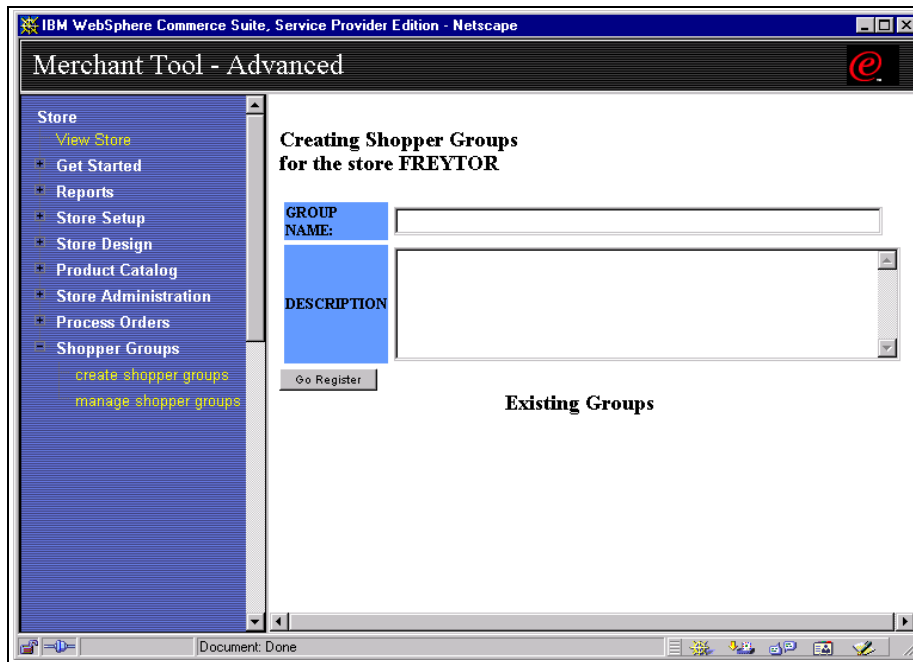 IBM WebSphere Commerce Suite, Service Provider Edition - Netscape
Merchant Tool - Advanced
e
Store
View Store
Get Started
Reports
Store Setup
Store Design
Product Catalog
Store Administration
Process Orders
Shopper Groups
create shopper groups
manage shopper groups
Creating Shopper Groups
for the store FREYTOR
GROUP
NAME:
DESCRIPTION
Go Register
Existing Groups
Document: Done